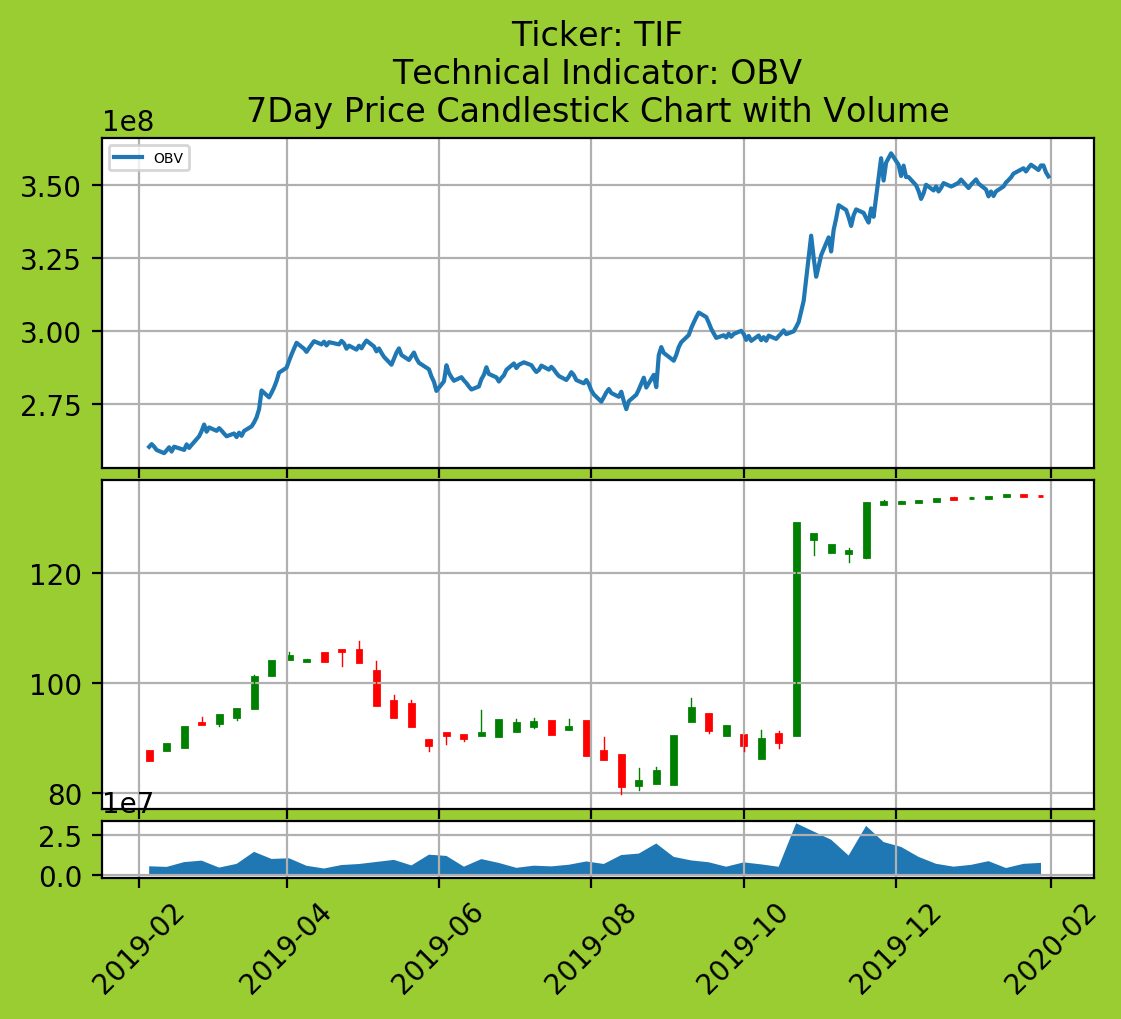 Ticker: TIF
Technical Indicator: OBV
7Day Price Candlestick Chart with Volume
1e8
OBV
3.50
3.25
3.00
2.75
120
100
80
1e7
2.5
0.0
2019-02
2019-04
2019-06
2019-08
2019-10
2019-12
2020-02